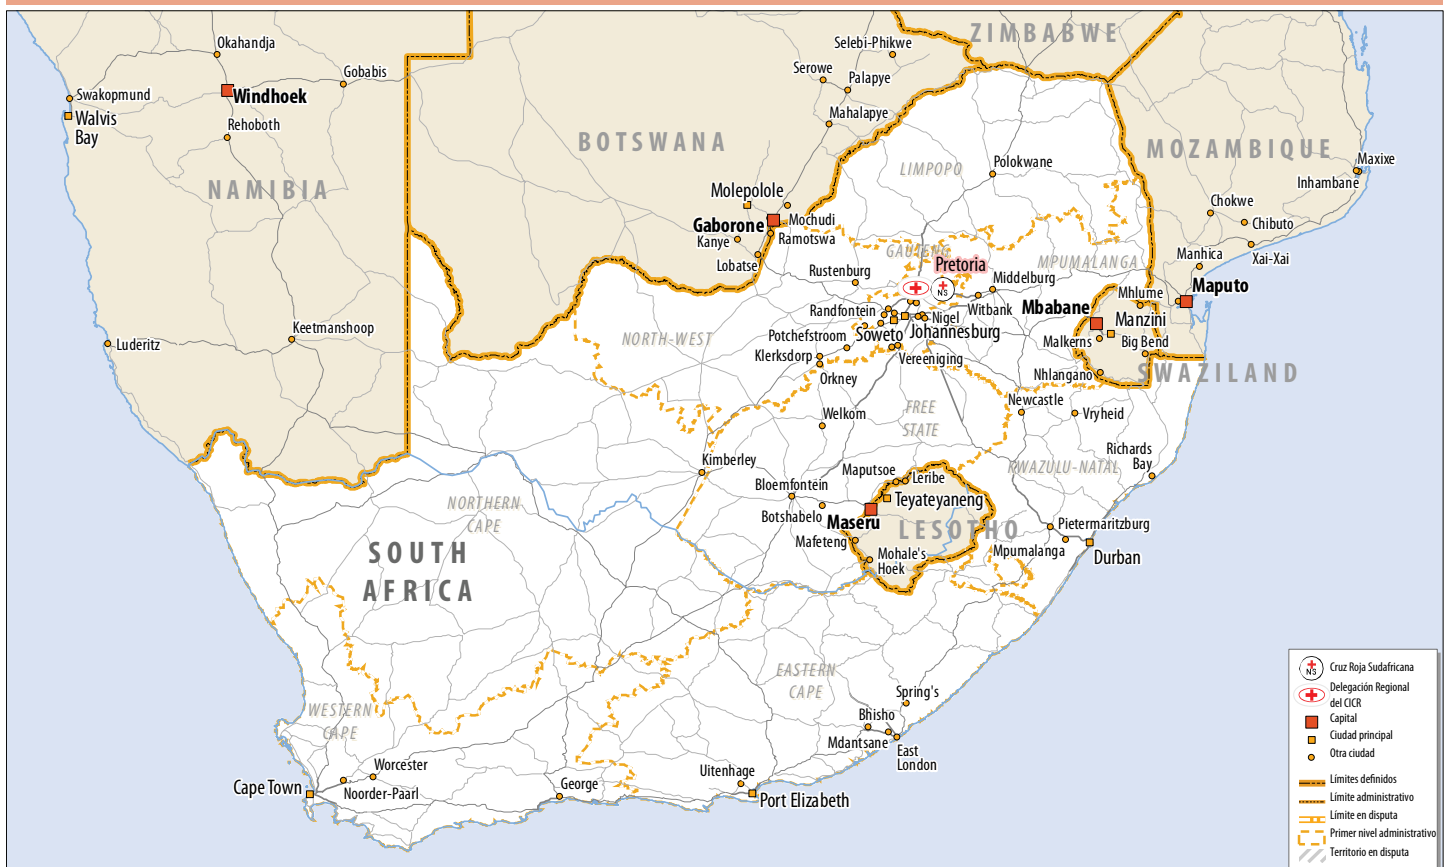 ZIMBABWE
Okahandja
Selebi-Phikwe
Gobabis
Serowe
Palapye
Swakopmund
Windhoek
Walvis
Bay
Rehoboth
Mahalapye
BOTSWANA
MOZAMBIQUE
Maxixe
LIMPOPO
Polokwane
Inhambane
NAMIBIA
Molepolole
Chokwe
Gaborone
Mochudi
Chibuto
Kanye
Ramotswa
GAUTENG
Xai-Xai
Lobatse
Pretoria
MPUMALANGA
Manhica
Rustenburg
Middelburg
Maputo
NS
Mhlume
Randfontein
Witbank
Mbabane
Nigel
Manzini
Keetmanshoop
NORTH-WEST
Potchefstroom
Soweto
Johannesburg
Malkerns
Big Bend
Luderitz
Klerksdorp
Vereeniging
Orkney
Nhlangano
SWAZILAND
Newcastle
Welkom
FREE
STATE
Vryheid
Richards
Bay
Kimberley
Maputsoe
Leribe
KWAZULU-NATAL
Bloemfontein
Teyateyaneng
NORTHERN
CAPE
Botshabelo
Maseru
LESOTHO
Pietermaritzburg
Mafeteng
Mpumalanga
Durban
Mohale's
Hoek
SOUTH
AFRICA
EASTERN
CAPE
Spring's
WESTERN
CAPE
Bhisho
Mdantsane
East
London
Worcester
Uitenhage
Cape Town
Noorder-Paarl
George
Port Elizabeth
NS
Cruz Roja Sudafricana
Delegación Regional
del CICR
Capital
Ciudad principal
Otra ciudad
Límites definidos
Límite administrativo
Límite en disputa
Primer nivel administrativo
Territorio en disputa